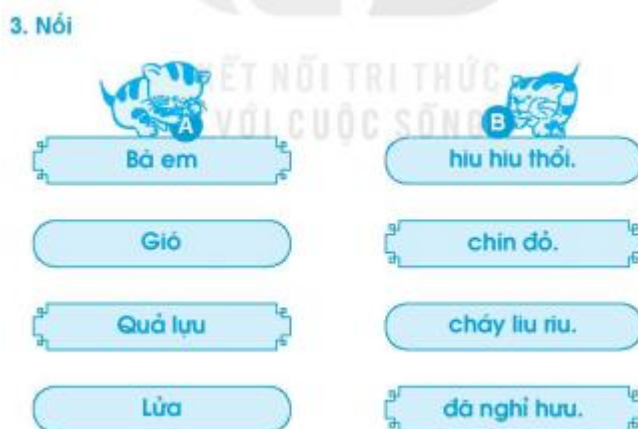 3. Nối
KẾT NỐI TRI THỨC
VỚI CUỘC SỐNG
A
B
Bà em
hiu hiu thổi.
Gió
chín đỏ.
Quả lựu
cháy liu riu.
Lửa
đã nghỉ hưu.